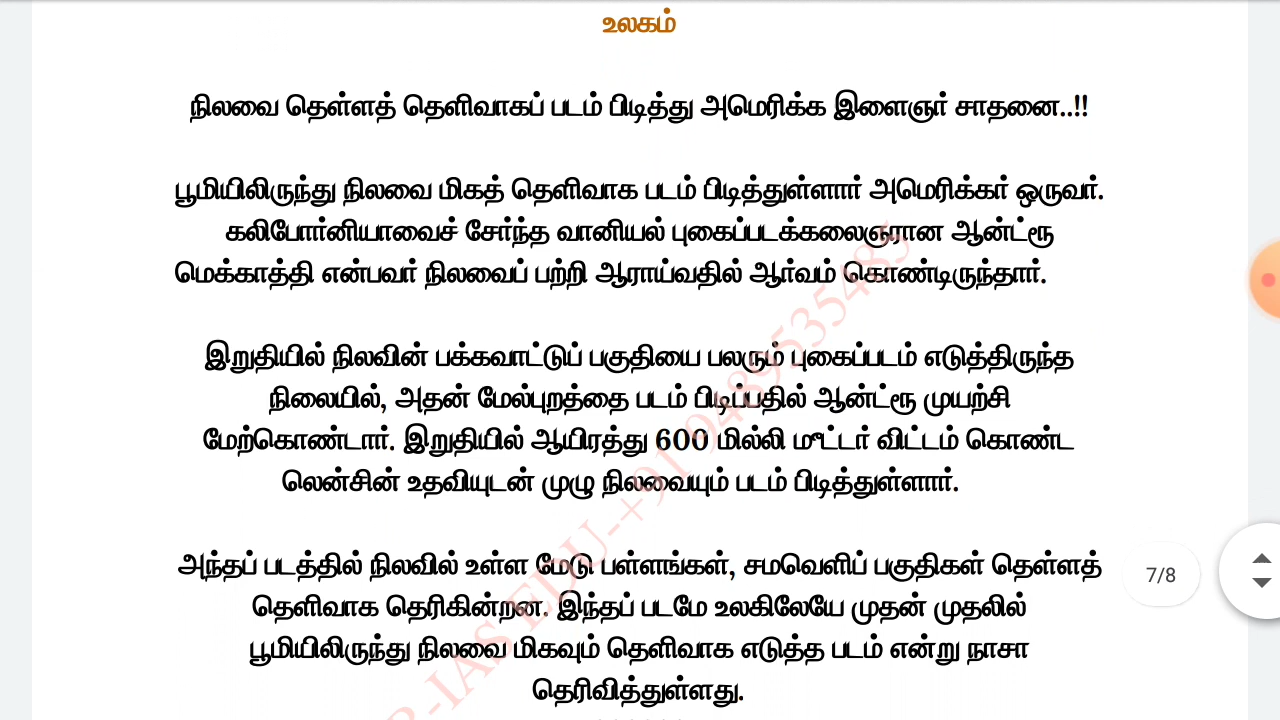 உலகம்
நிலவை தெள்ளத் தெளிவாகப் படம் பிடித்து அமெரிக்க இளைஞர் சாதனை..!!
பூமியிலிருந்து நிலவை மிகத் தெளிவாக படம் பிடித்துள்ளார் அமெரிக்கர் ஒருவர்.
கலிபோர்னியாவைச் சேர்ந்த வானியல் புகைப்படக்கலைஞரான ஆன்ட்ரூ
மெக்காத்தி என்பவர் நிலவைப் பற்றி ஆராய்வதில் ஆர்வம் கொண்டிருந்தார்.
இறுதியில் நிலவின் பக்கவாட்டுப் பகுதியை பலரும் புகைப்படம் எடுத்திருந்த
நிலையில், அதன் மேல்புறத்தை படம் பிடிப்பதில் ஆன்ட்ரூ முயற்சி
மேற்கொண்டார். இறுதியில் ஆயிரத்து 600 மில்லி மீட்டர் விட்டம் கொண்ட
லென்சின் உதவியுடன் முழு நிலவையும் படம் பிடித்துள்ளார்.
அந்தப் படத்தில் நிலவில் உள்ள மேடு பள்ளங்கள், சமவெளிப் பகுதிகள் தெள்ளத்
தெளிவாக தெரிகின்றன. இந்தப் படமே உலகிலேயே முதன் முதலில்
பூமியிலிருந்து நிலவை மிகவும் தெளிவாக எடுத்த படம் என்று நாசா
தெரிவித்துள்ளது.
7/8
R-IAS EDU-+91 9489535485